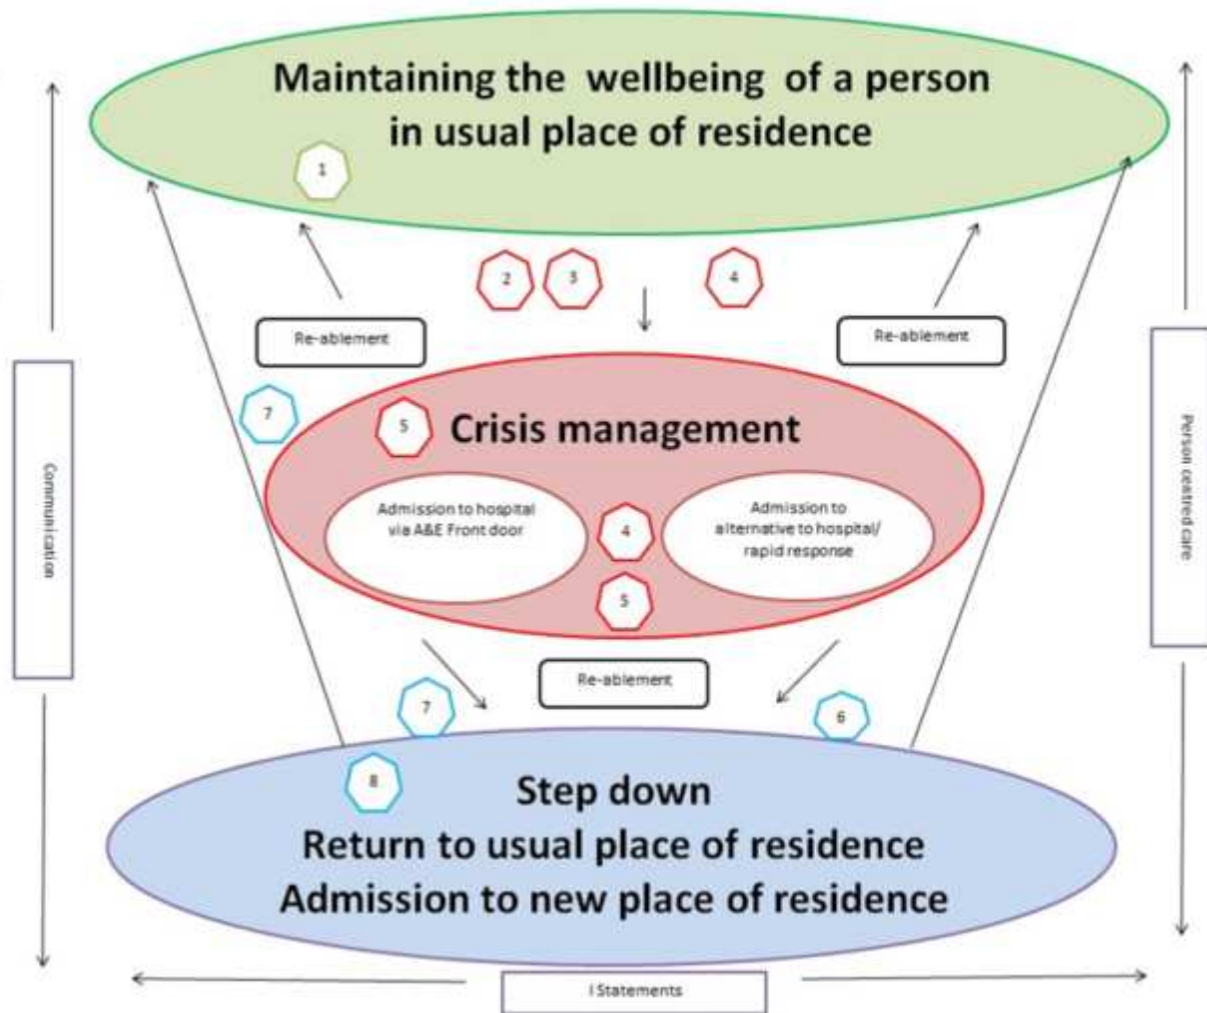 Maintaining the wellbeing of a person
in usual place of residence
1
2
3
4
Re-ablement
Re-ablement
7
5
Crisis management
Communication
Person centred care
Admission to hospital
via A&E Front door
4
Admission to
alternative to hospital/
rapid response
5
Re-ablement
7
6
8
Step down
Return to usual place of residence
Admission to new place of residence
I Statements